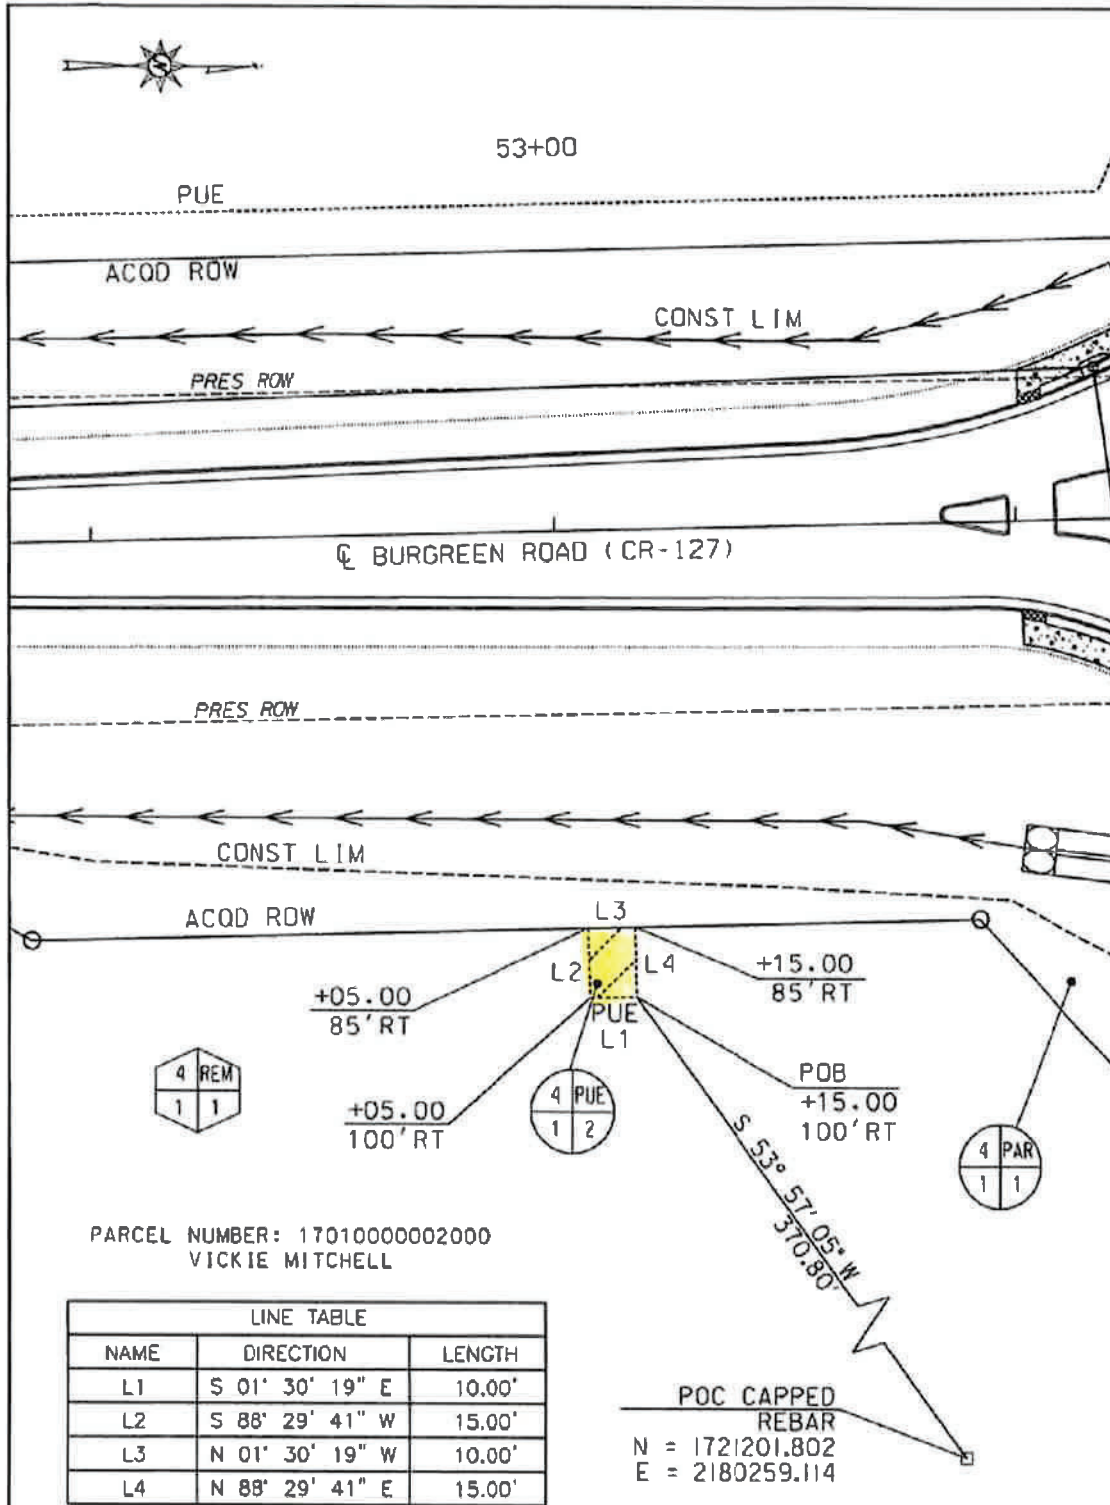 53+00
PUE
ACQD ROW
CONST LIM
PRES ROW
℄ BURGREEN ROAD (CR-127)
PRES ROW
CONST LIM
ACQD ROW
L3
L2
L4
+05.00
85'RT
+15.00
85'RT
PUE
L1
4 REM
1 1
+05.00
100'RT
4 PUE
1 2
POB
+15.00
100'RT
4 PAR
1 1
S 53° 57' 05" W
370.80'
PARCEL NUMBER: 17010000002000
VICKIE MITCHELL
LINE TABLE
NAME DIRECTION LENGTH
L1 S 01° 30' 19" E 10.00'
L2 S 88° 29' 41" W 15.00'
L3 N 01° 30' 19" W 10.00'
L4 N 88° 29' 41" E 15.00'
POC CAPPED
REBAR
N = 1721201.802
E = 2180259.114